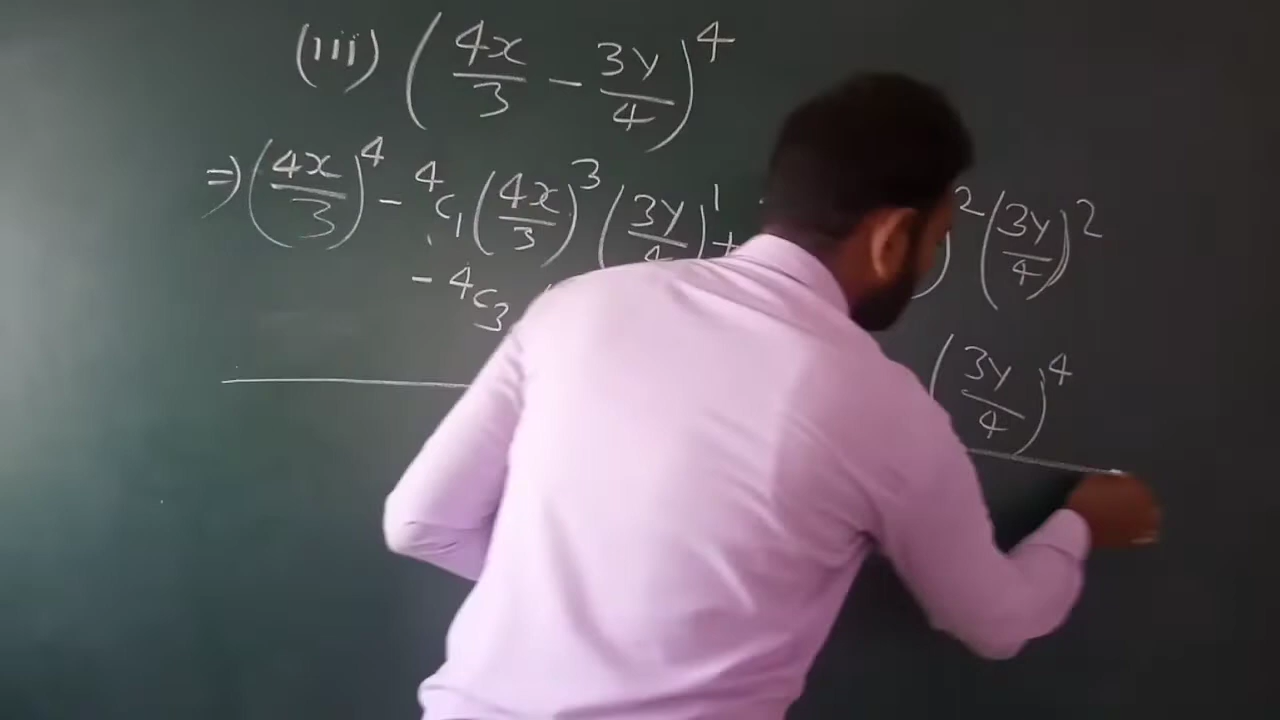 (iii) (4x/3 - 3y/4)^4
⇒ (4x/3)^4 - 4c1 (4x/3)^3 (3y/4)^1 + )^2 (3y/4)^2
- 4c3 ( (3y/4)^4